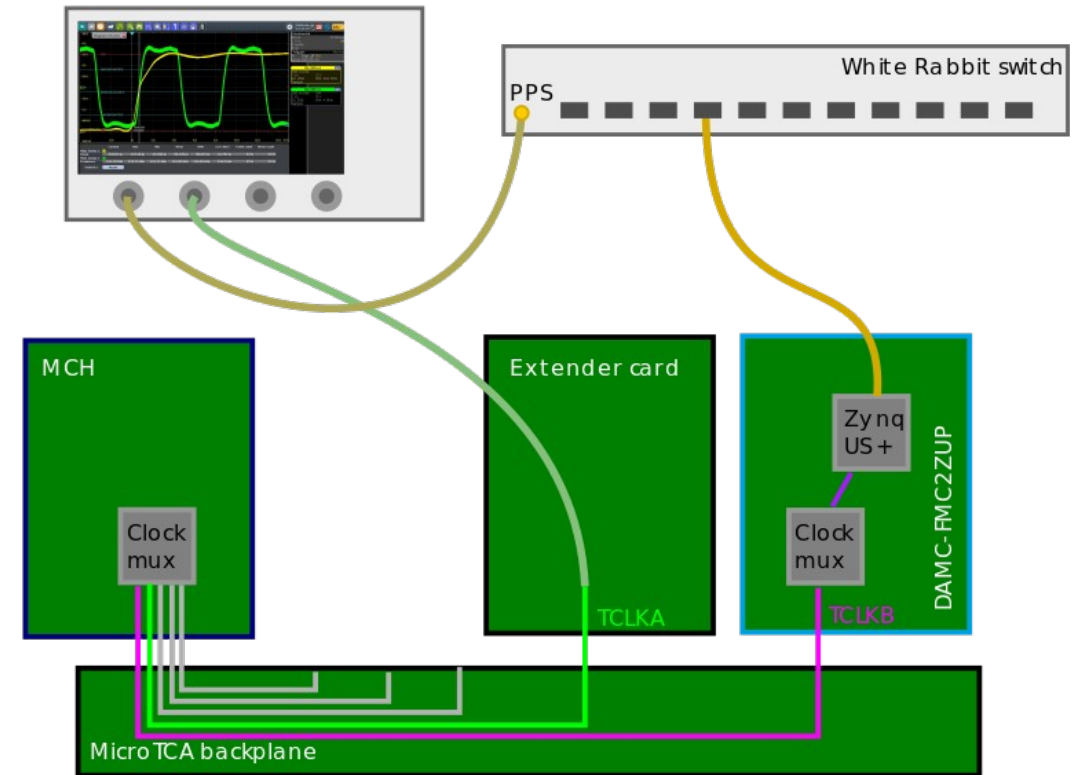 White Rabbit switch
PPS
MCH
Extender card
Zynq
US+
DAMC-FMC2ZUP
Clock
mux
Clock
mux
TCLKA
TCLKB
MicroTCA backplane